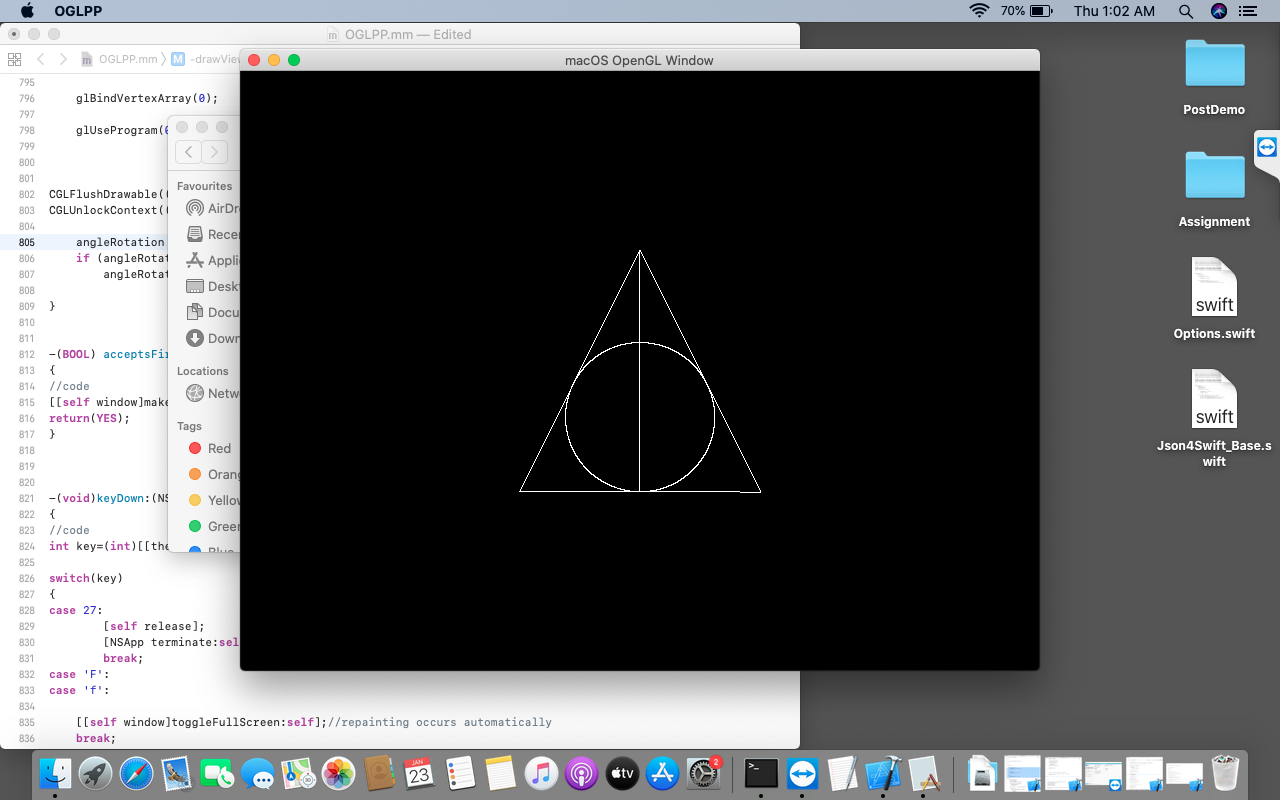 OGLPP
70%
Thu 1:02 AM
OGLPP.mm — Edited
OGLPP.mm
M
-drawVie
macOS OpenGL Window
795
796 glBindVertexArray(0);
797
798 glUseProgram(0
799
800
801
802 CGLFlushDrawable((
803 CGLUnlockContext((
804
805 angleRotation
806 if (angleRotat
807 angleRotat
808
809 }
810
811
812 -(BOOL) acceptsFir
813 {
814 //code
815 [[self window]make
816 return(YES);
817 }
818
819
820
821 -(void)keyDown:(NS
822 {
823 //code
824 int key=(int)[[the
825
826 switch(key)
827 {
828 case 27:
829 [self release];
830 [NSApp terminate:sel
831 break;
832 case 'F':
833 case 'f':
834
835 [[self window]toggleFullScreen:self];//repainting occurs automatically
836 break;
Favourites
AirDr
Recen
Appli
Deskt
Docu
Down
Locations
Netw
Tags
Red
Orang
Yellov
Green
Blue
PostDemo
Assignment
swift
Options.swift
swift
Json4Swift_Base.s
wift
JAN
23
tv
2
>_